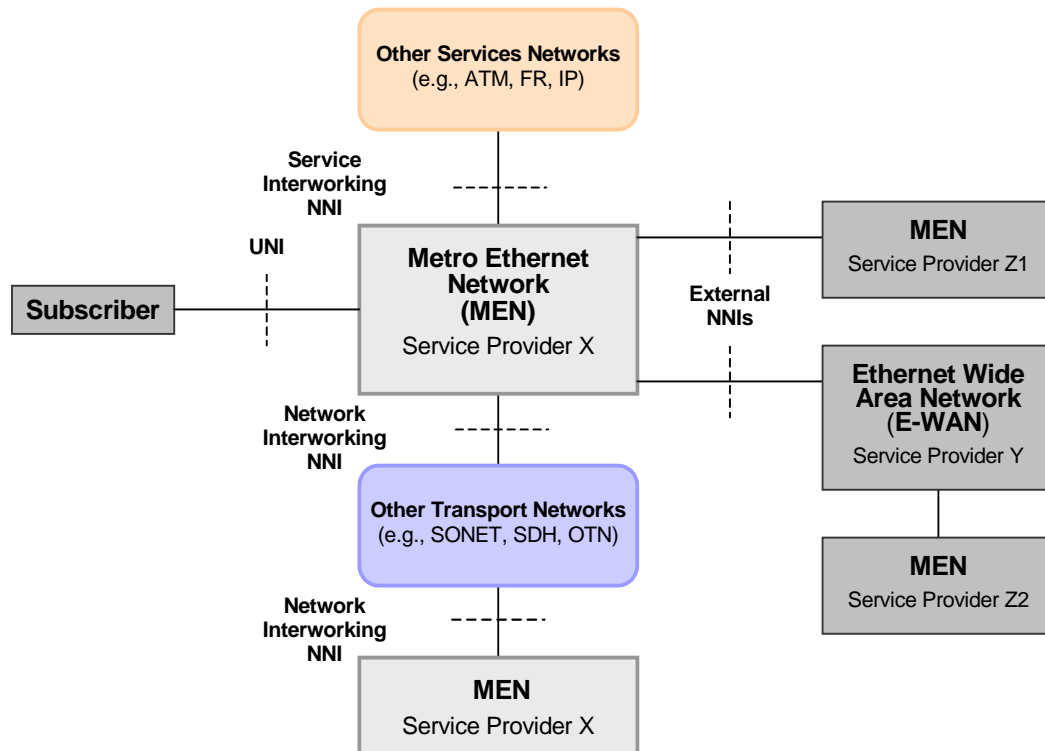 Other Services Networks
(e.g., ATM, FR, IP)
Service
Interworking
NNI
UNI
Subscriber
Metro Ethernet
Network
(MEN)
Service Provider X
External
NNIs
MEN
Service Provider Z1
Ethernet Wide
Area Network
(E-WAN)
Service Provider Y
Network
Interworking
NNI
Other Transport Networks
(e.g., SONET, SDH, OTN)
MEN
Service Provider Z2
Network
Interworking
NNI
MEN
Service Provider X